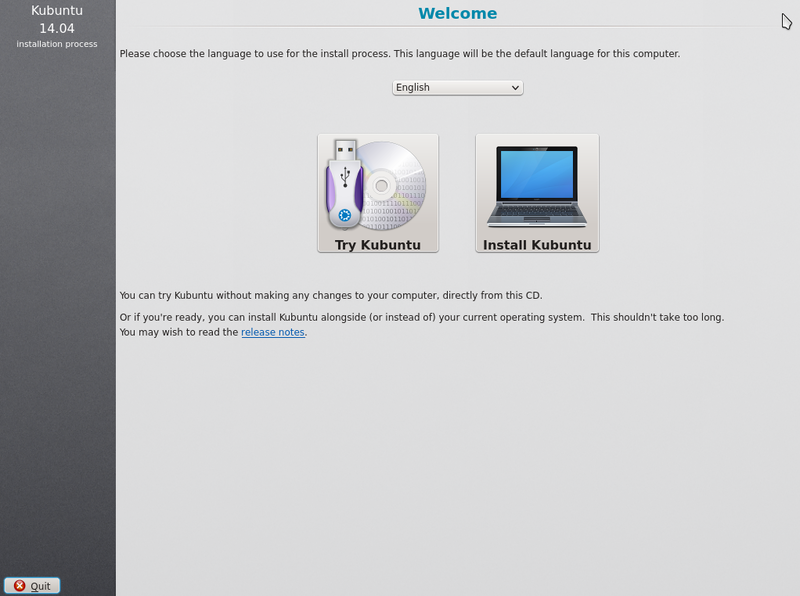 Kubuntu
14.04
installation process
Welcome
Please choose the language to use for the install process. This language will be the default language for this computer.
English
Try Kubuntu
Install Kubuntu
You can try Kubuntu without making any changes to your computer, directly from this CD.
Or if you're ready, you can install Kubuntu alongside (or instead of) your current operating system.  This shouldn't take too long.
You may wish to read the release notes.
Quit